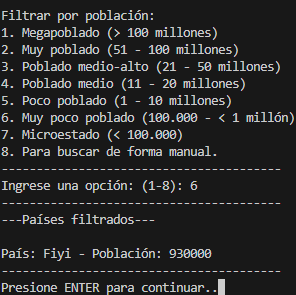 Filtrar por población:
1. Megapoblado (> 100 millones)
2. Muy poblado (51 - 100 millones)
3. Poblado medio-alto (21 - 50 millones)
4. Poblado medio (11 - 20 millones)
5. Poco poblado (1 - 10 millones)
6. Muy poco poblado (100.000 - < 1 millón)
7. Microestado (< 100.000)
8. Para buscar de forma manual.
----------------------------------------
Ingrese una opción: (1-8): 6
----------------------------------------
---Países filtrados---
País: Fiyi - Población: 930000
----------------------------------------
Presione ENTER para continuar..